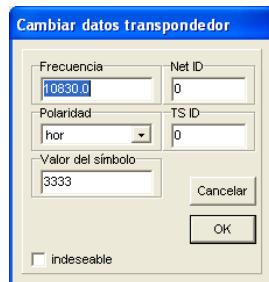 Cambiar datos transpondedor
Frecuencia
Net ID
10830.0
0
Polaridad
TS ID
hor
0
Valor del símbolo
3333
Cancelar
OK
indeseable